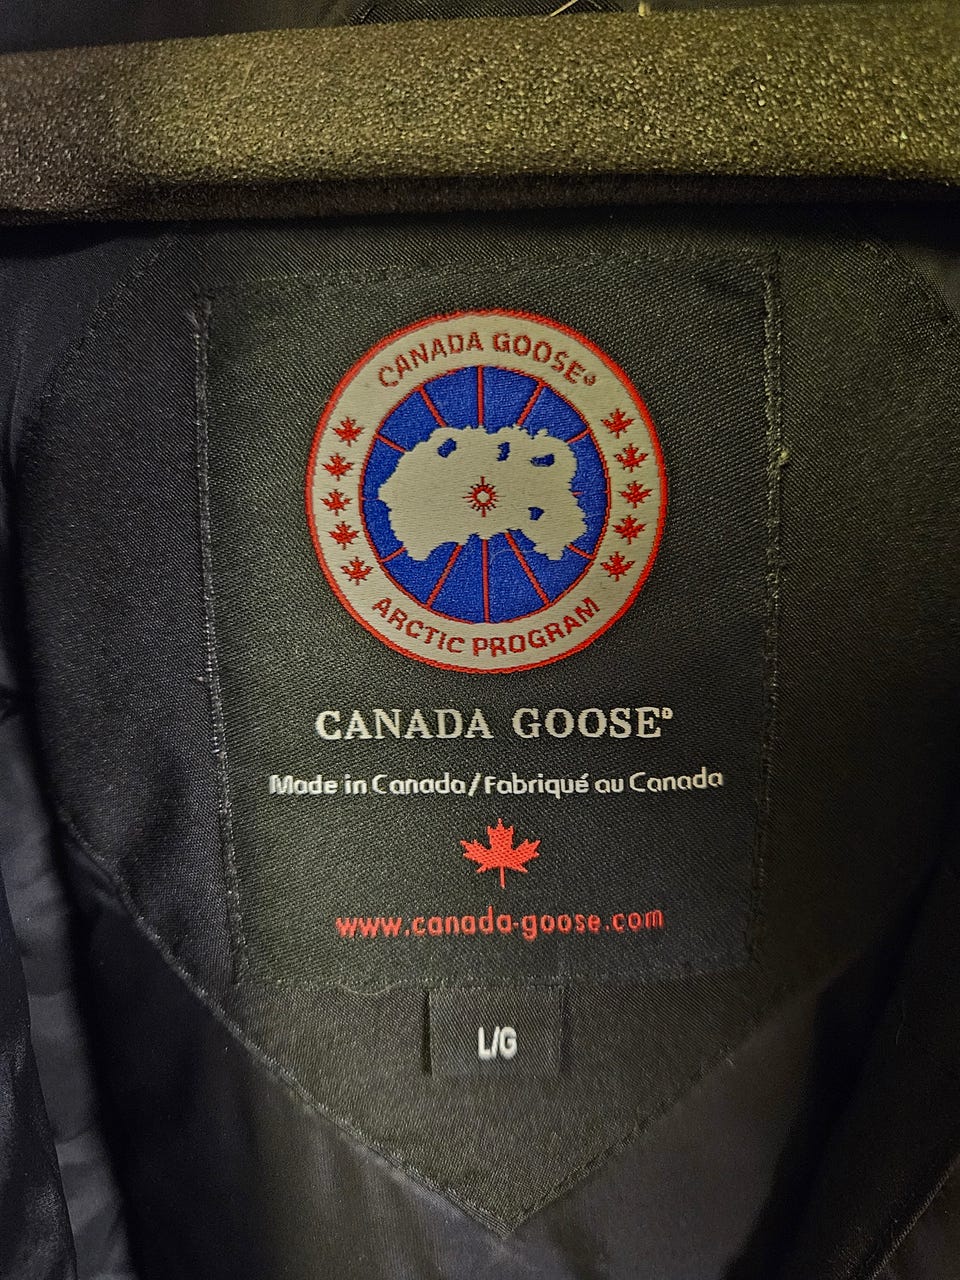 CANADA GOOSE®
ARCTIC PROGRAM
CANADA GOOSE®
Made in Canada/Fabriqué au Canada
www.canada-goose.com
L/G